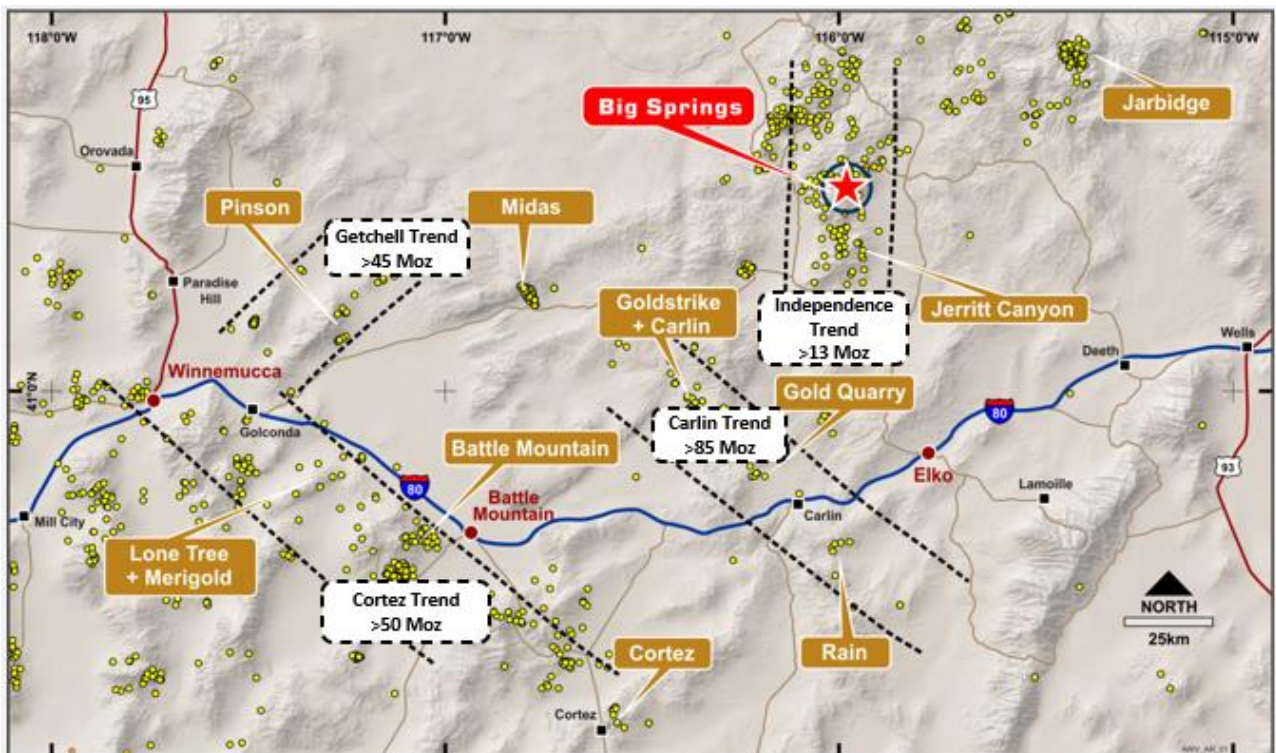 118°0'W
117°0'W
116°0'W
115°0'W
95
Big Springs
Jarbidge
Orovada
Pinson
Midas
Getchell Trend
>45 Moz
Paradise
Hill
Goldstrike
+ Carlin
Independence
Trend
>13 Moz
Jerritt Canyon
Wells
Deeth
Winnemucca
41°0'N
Golconda
Gold Quarry
Carlin Trend
>85 Moz
80
Battle Mountain
80
Elko
93
Battle
Mountain
Lamoille
Carlin
Mill City
Lone Tree
+ Merigold
Cortez Trend
>50 Moz
NORTH
25km
Cortez
Rain
Cortez